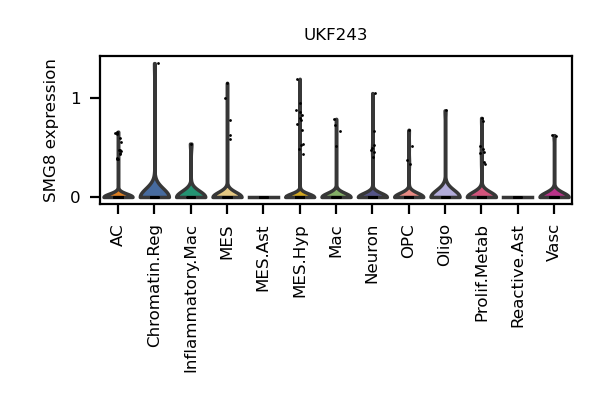 UKF243
SMG8 expression
1
0
AC
Chromatin.Reg
Inflammatory.Mac
MES
MES.Ast
MES.Hyp
Mac
Neuron
OPC
Oligo
Prolif.Metab
Reactive.Ast
Vasc